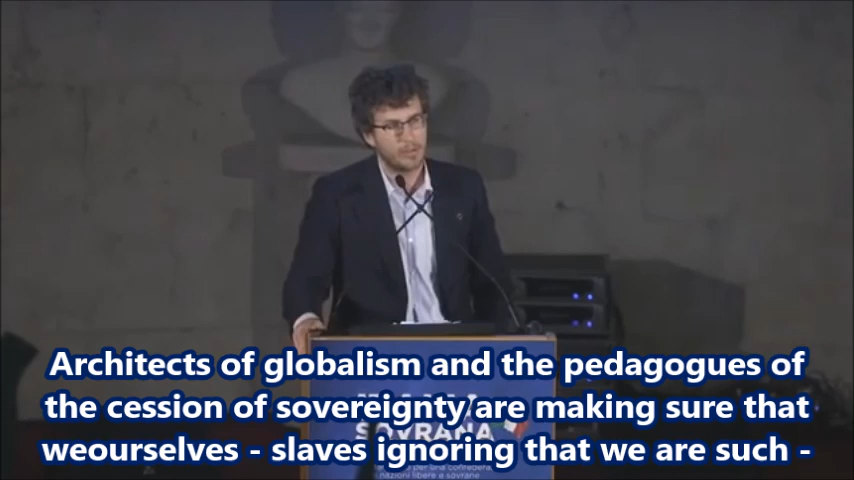 Architects of globalism and the pedagogues of
the cession of sovereignty are making sure that
weourselves - slaves ignoring that we are such -
SOVRANA
nazioni libere e sovrane